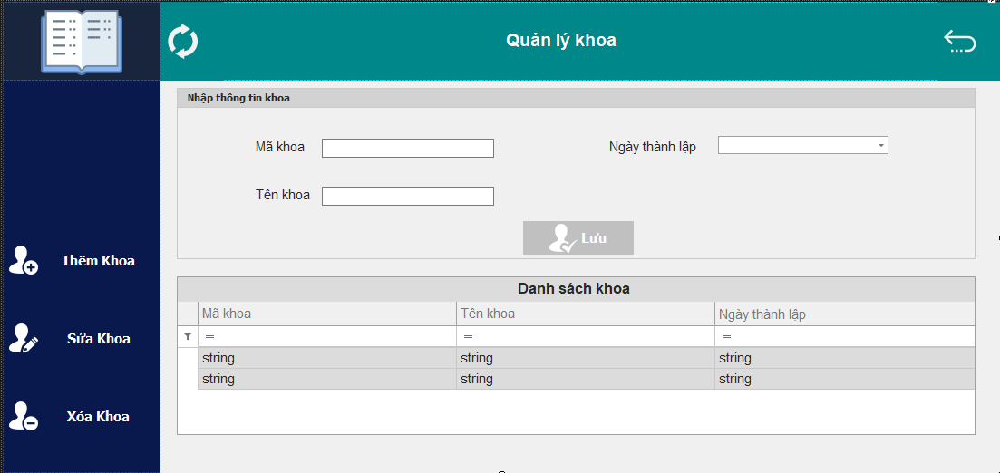 Quản lý khoa
Nhập thông tin khoa
Mã khoa
Ngày thành lập
Tên khoa
Lưu
Thêm Khoa
Sửa Khoa
Xóa Khoa
Danh sách khoa
Mã khoa Tên khoa Ngày thành lập
= = =
string string string
string string string